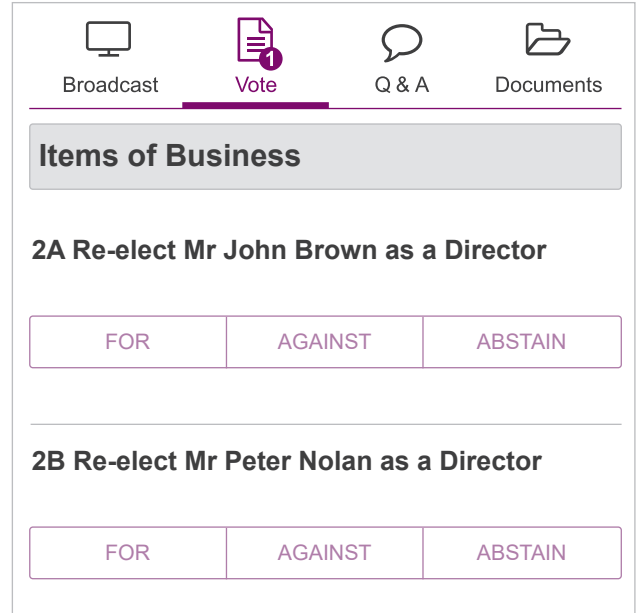 1
Broadcast Vote Q & A Documents
Items of Business
2A Re-elect Mr John Brown as a Director
FOR AGAINST ABSTAIN
2B Re-elect Mr Peter Nolan as a Director
FOR AGAINST ABSTAIN